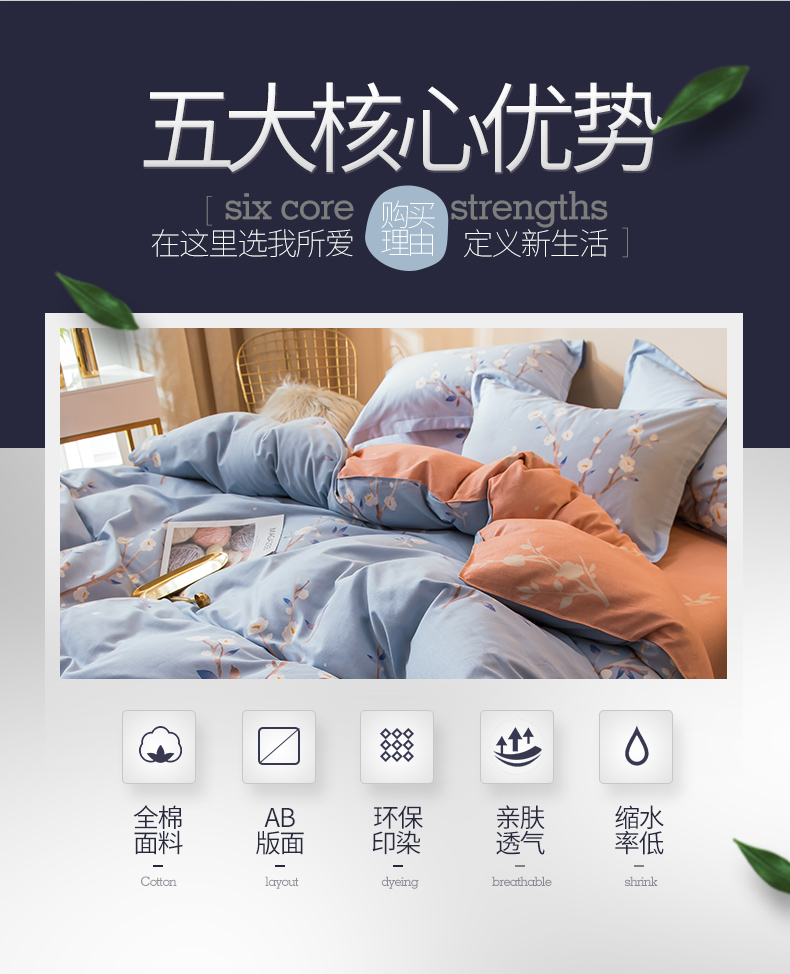 五大核心优势
[ six core strengths
购买
理由
在这里选我所爱 定义新生活 ]
MAGAZINE
全棉
面料
Cotton
AB
版面
layout
环保
印染
dyeing
亲肤
透气
breathable
缩水
率低
shrink